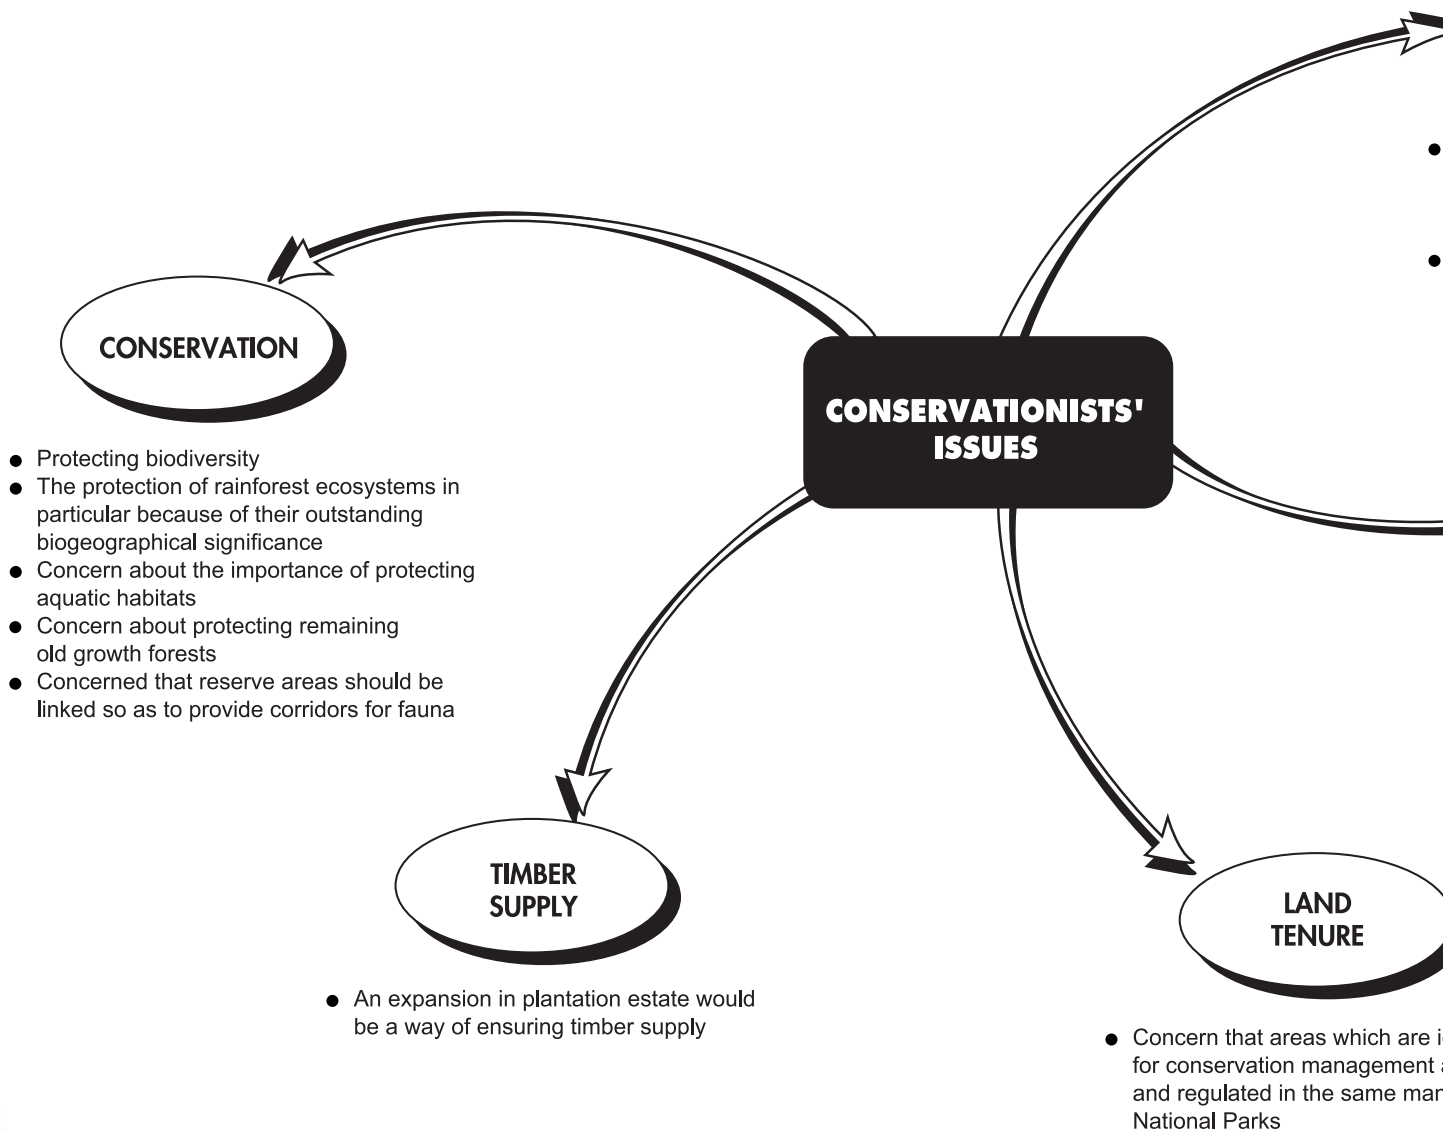 CONSERVATION
CONSERVATIONISTS'
ISSUES
● Protecting biodiversity
● The protection of rainforest ecosystems in
particular because of their outstanding
biogeographical significance
● Concern about the importance of protecting
aquatic habitats
● Concern about protecting remaining
old growth forests
● Concerned that reserve areas should be
linked so as to provide corridors for fauna
TIMBER
SUPPLY
● An expansion in plantation estate would
be a way of ensuring timber supply
LAND
TENURE
● Concern that areas which are
for conservation management
and regulated in the same
National Parks